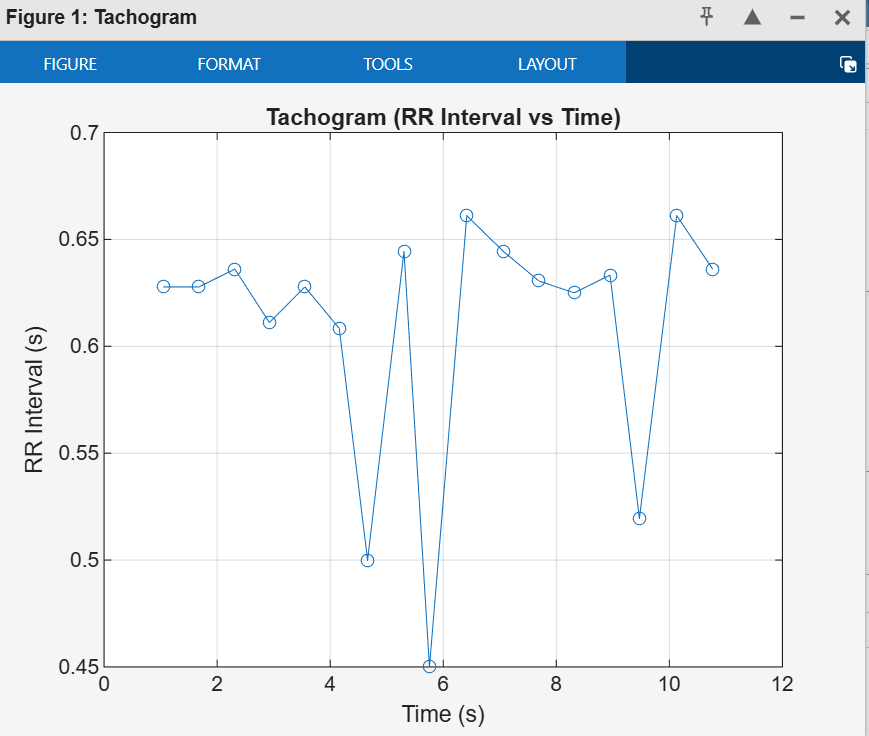 Figure 1: Tachogram
FIGURE FORMAT TOOLS LAYOUT
Tachogram (RR Interval vs Time)
0.7
0.65
0.6
0.55
0.5
0.45
RR Interval (s)
0 2 4 6 8 10 12
Time (s)